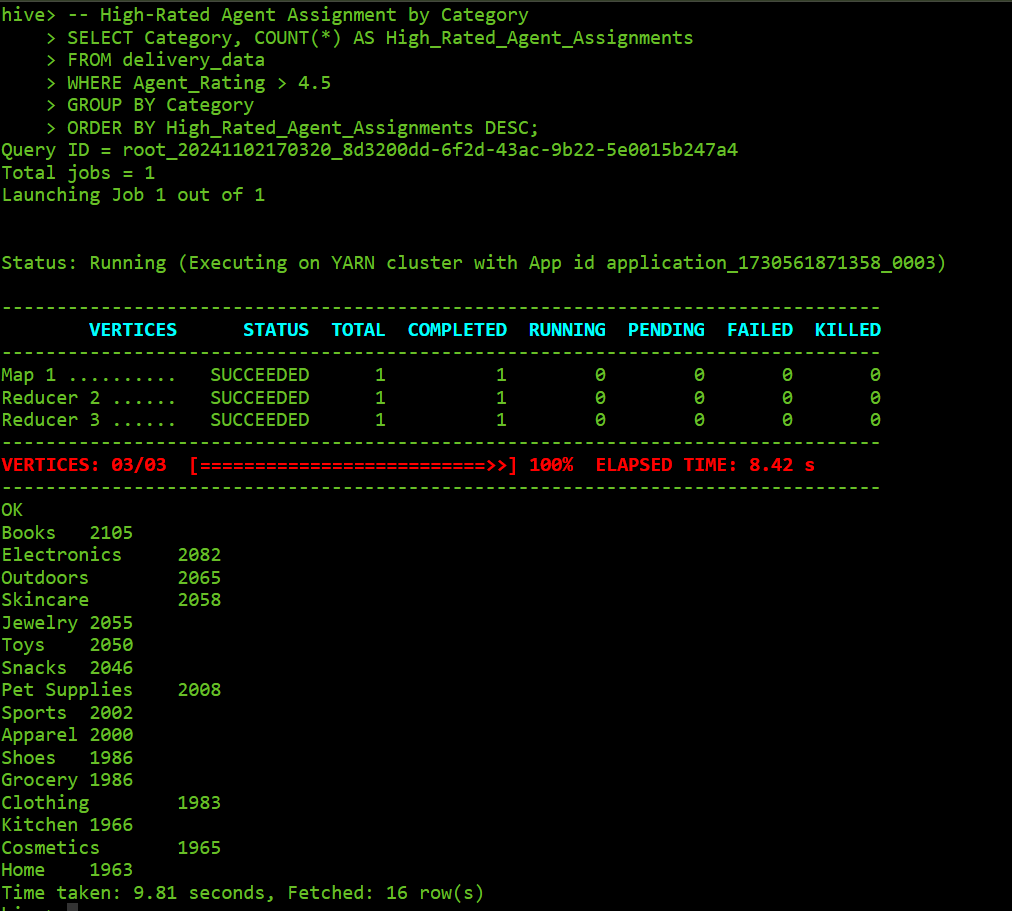 hive> -- High-Rated Agent Assignment by Category
    > SELECT Category, COUNT(*) AS High_Rated_Agent_Assignments
    > FROM delivery_data
    > WHERE Agent_Rating > 4.5
    > GROUP BY Category
    > ORDER BY High_Rated_Agent_Assignments DESC;
Query ID = root_20241102170320_8d3200dd-6f2d-43ac-9b22-5e0015b247a4
Total jobs = 1
Launching Job 1 out of 1
Status: Running (Executing on YARN cluster with App id application_1730561871358_0003)
--------------------------------------------------------------------------------
        VERTICES      STATUS  TOTAL  COMPLETED  RUNNING  PENDING  FAILED  KILLED
--------------------------------------------------------------------------------
Map 1 ..........   SUCCEEDED      1          1        0        0       0       0
Reducer 2 ......   SUCCEEDED      1          1        0        0       0       0
Reducer 3 ......   SUCCEEDED      1          1        0        0       0       0
--------------------------------------------------------------------------------
VERTICES: 03/03  [==========================>>] 100%  ELAPSED TIME: 8.42 s
--------------------------------------------------------------------------------
OK
Books	2105
Electronics	2082
Outdoors	2065
Skincare	2058
Jewelry	2055
Toys	2050
Snacks	2046
Pet Supplies	2008
Sports	2002
Apparel	2000
Shoes	1986
Grocery	1986
Clothing	1983
Kitchen	1966
Cosmetics	1965
Home	1963
Time taken: 9.81 seconds, Fetched: 16 row(s)